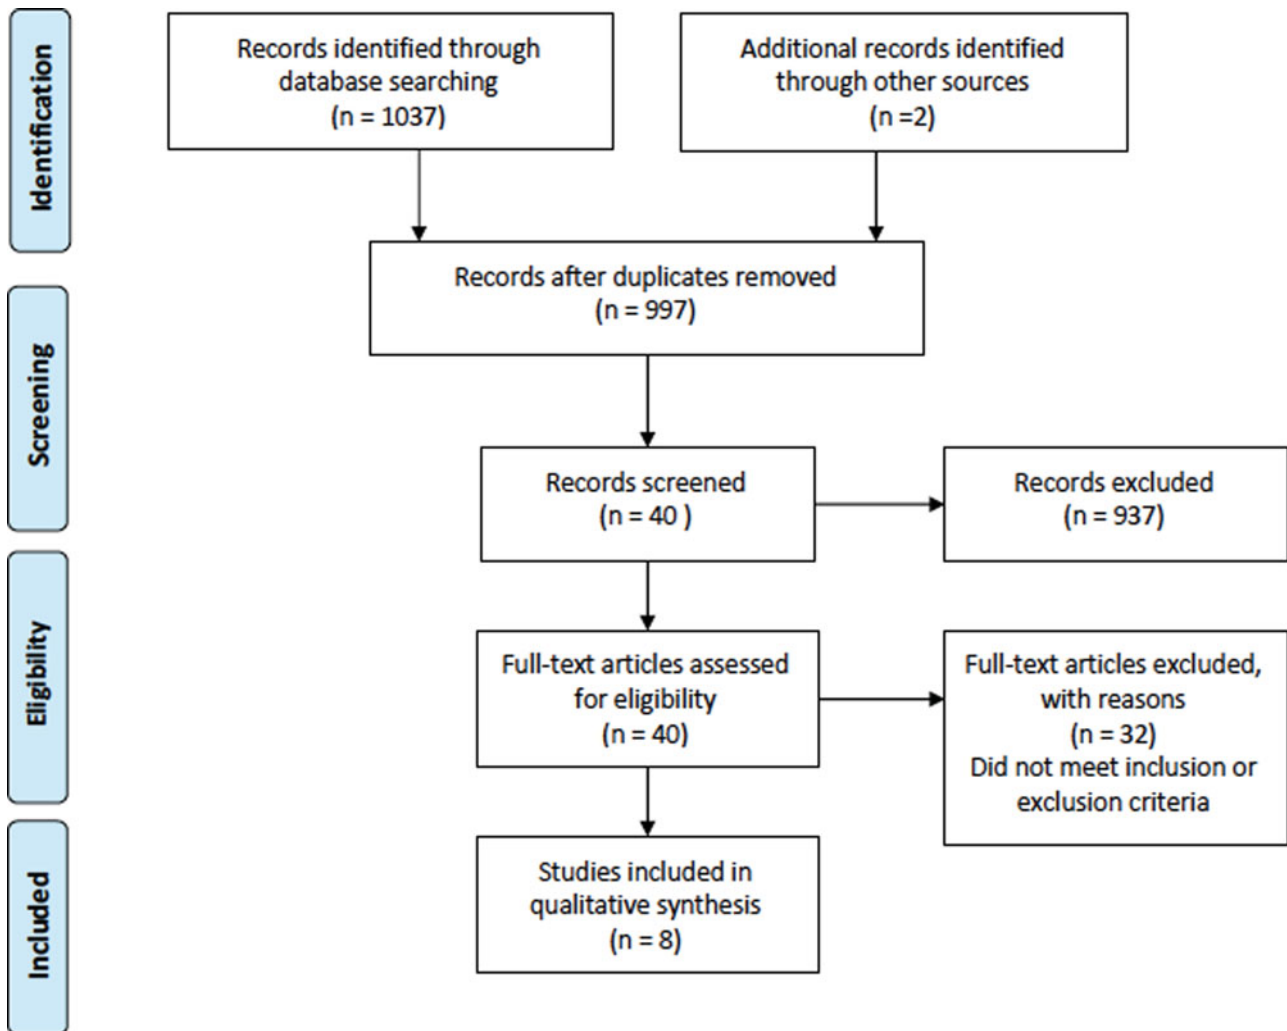 Identification
Records identified through
database searching
(n = 1037)
Additional records identified
through other sources
(n =2)
Records after duplicates removed
(n = 997)
Screening
Records screened
(n = 40 )
Records excluded
(n = 937)
Eligibility
Full-text articles assessed
for eligibility
(n = 40)
Full-text articles excluded,
with reasons
(n = 32)
Did not meet inclusion or
exclusion criteria
Included
Studies included in
qualitative synthesis
(n = 8)